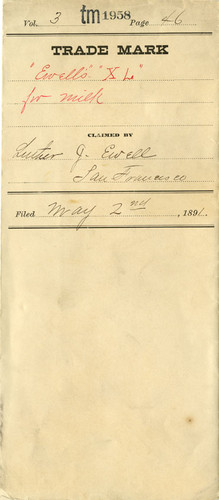 Vol. 3 tm 1958 Page 46
TRADE MARK
"Ewell's" "XL"
for milk
CLAIMED BY
Luther J. Ewell
San Francisco
Filed May 2nd, 1891.